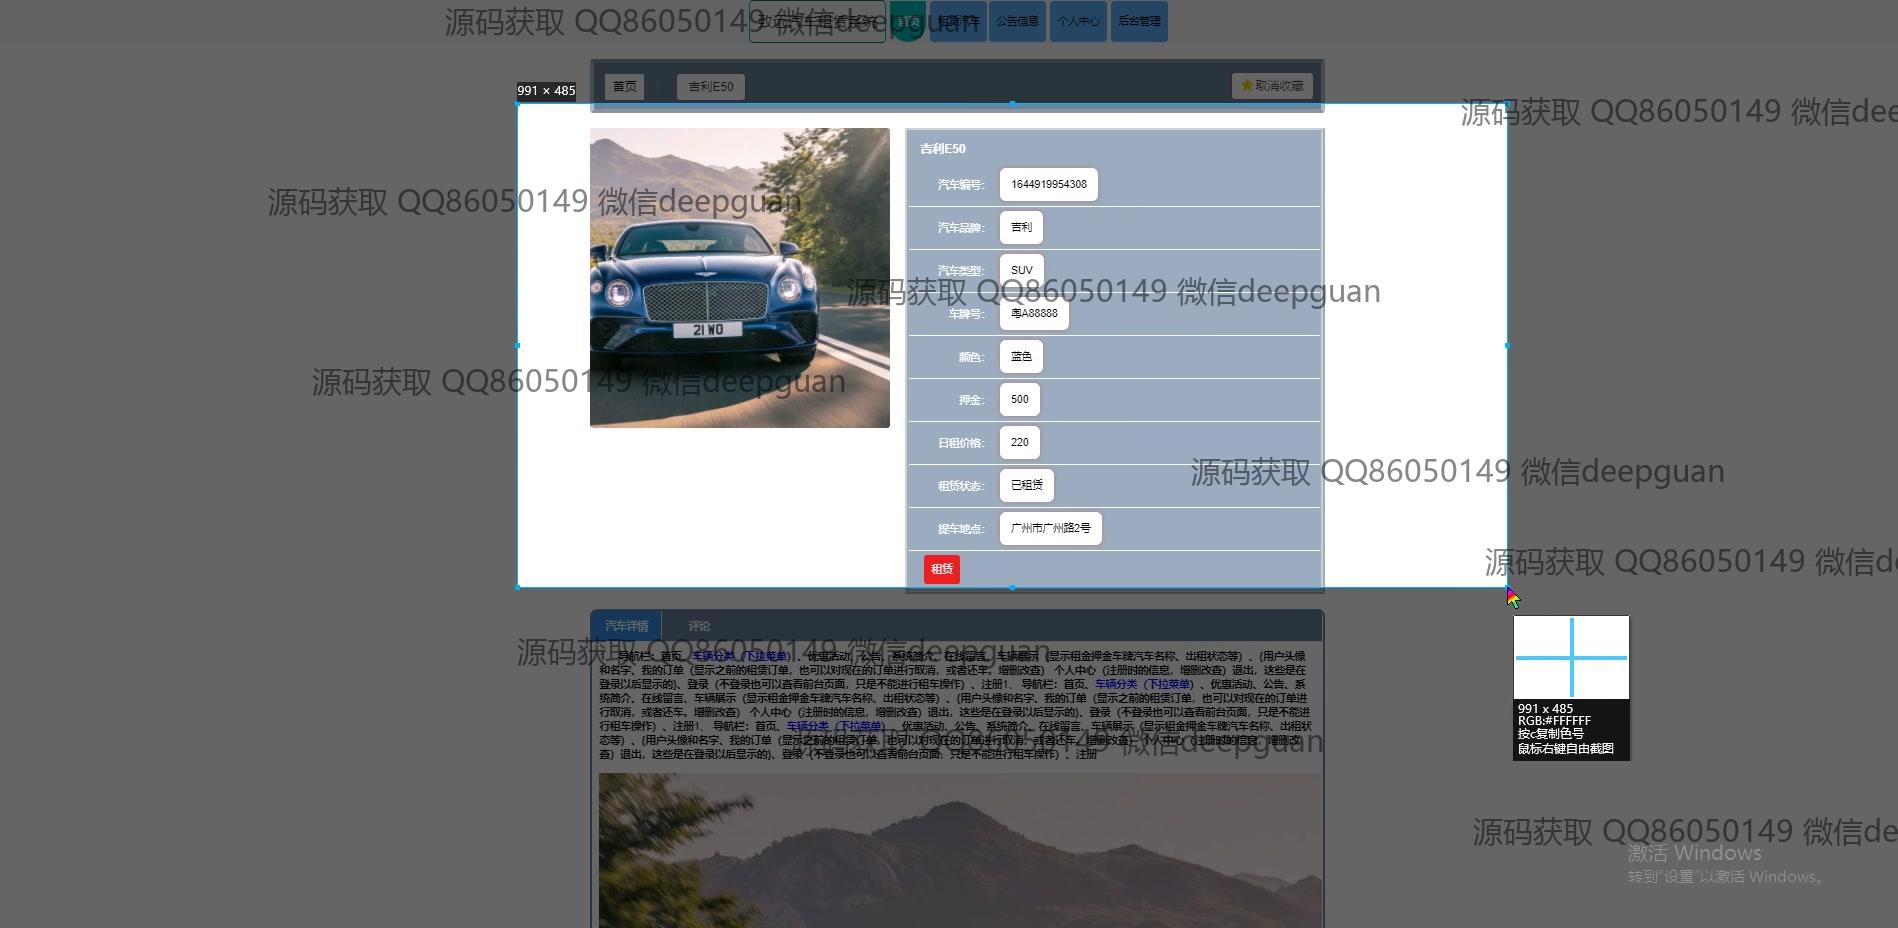 致远汽车租赁系统 首页 租赁汽车 公告信息 个人中心 后台管理
源码获取 QQ86050149 微信deepguan
首页 / 吉利E50 取消收藏
991 × 485
源码获取 QQ86050149 微信dee
吉利E50
汽车编号: 1644919954308
源码获取 QQ86050149 微信deepguan
汽车品牌: 吉利
汽车类型: SUV
源码获取 QQ86050149 微信deepguan
车牌号: 粤A88888
21 WO
颜色: 蓝色
源码获取 QQ86050149 微信deepguan
押金: 500
日租价格: 220
源码获取 QQ86050149 微信deepguan
租赁状态: 已租赁
提车地点: 广州市广州路2号
租赁
源码获取 QQ86050149 微信de
汽车详情 评论
源码获取 QQ86050149 微信deepguan
1、 导航栏：首页、车辆分类（下拉菜单）、优惠活动、公告、系统简介、在线留言、车辆展示（显示租金押金车牌汽车名称、出租状态等）、{用户头像
和名字、我的订单（显示之前的租赁订单，也可以对现在的订单进行取消，或者还车。增删改查） 个人中心（注册时的信息，增删改查）退出，这些是在
登录以后显示的}、登录（不登录也可以查看前台页面，只是不能进行租车操作）、注册1、 导航栏：首页、车辆分类（下拉菜单）、优惠活动、公告、系
统简介、在线留言、车辆展示（显示租金押金车牌汽车名称、出租状态等）、{用户头像和名字、我的订单（显示之前的租赁订单，也可以对现在的订单进
行取消，或者还车。增删改查） 个人中心（注册时的信息，增删改查）退出，这些是在登录以后显示的}、登录（不登录也可以查看前台页面，只是不能进
行租车操作）、注册1、 导航栏：首页、车辆分类（下拉菜单）、优惠活动、公告、系统简介、在线留言、车辆展示（显示租金押金车牌汽车名称、出租状
态等）、{用户头像和名字、我的订单（显示之前的租赁订单，也可以对现在的订单进行取消，或者还车。增删改查） 个人中心（注册时的信息，增删改
查）退出，这些是在登录以后显示的}、登录（不登录也可以查看前台页面，只是不能进行租车操作）、注册
源码获取 QQ86050149 微信deepguan
991 x 485
RGB:#FFFFFF
按c复制色号
鼠标右键自由截图
源码获取 QQ86050149 微信de
激活 Windows
转到“设置”以激活 Windows。